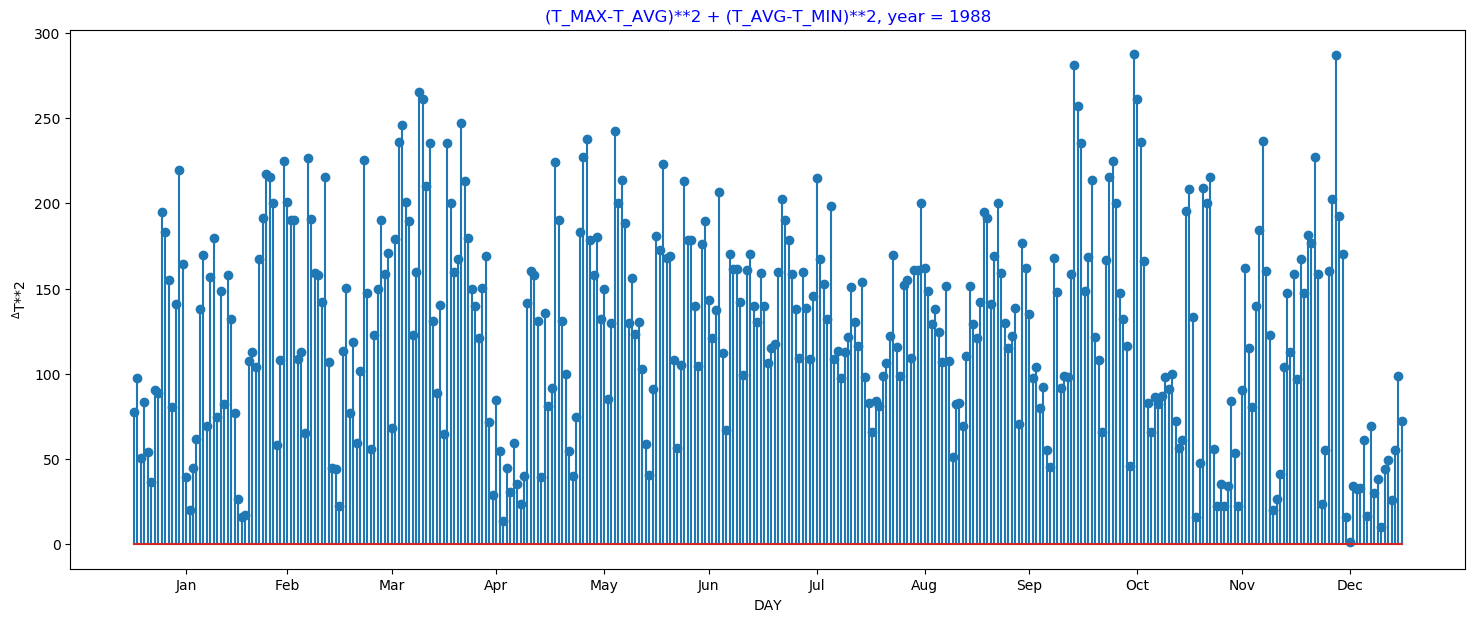 (T_MAX-T_AVG)**2 + (T_AVG-T_MIN)**2, year = 1988
300
250
200
150
100
50
0
ΔT**2
Jan Feb Mar Apr May Jun Jul Aug Sep Oct Nov Dec
DAY